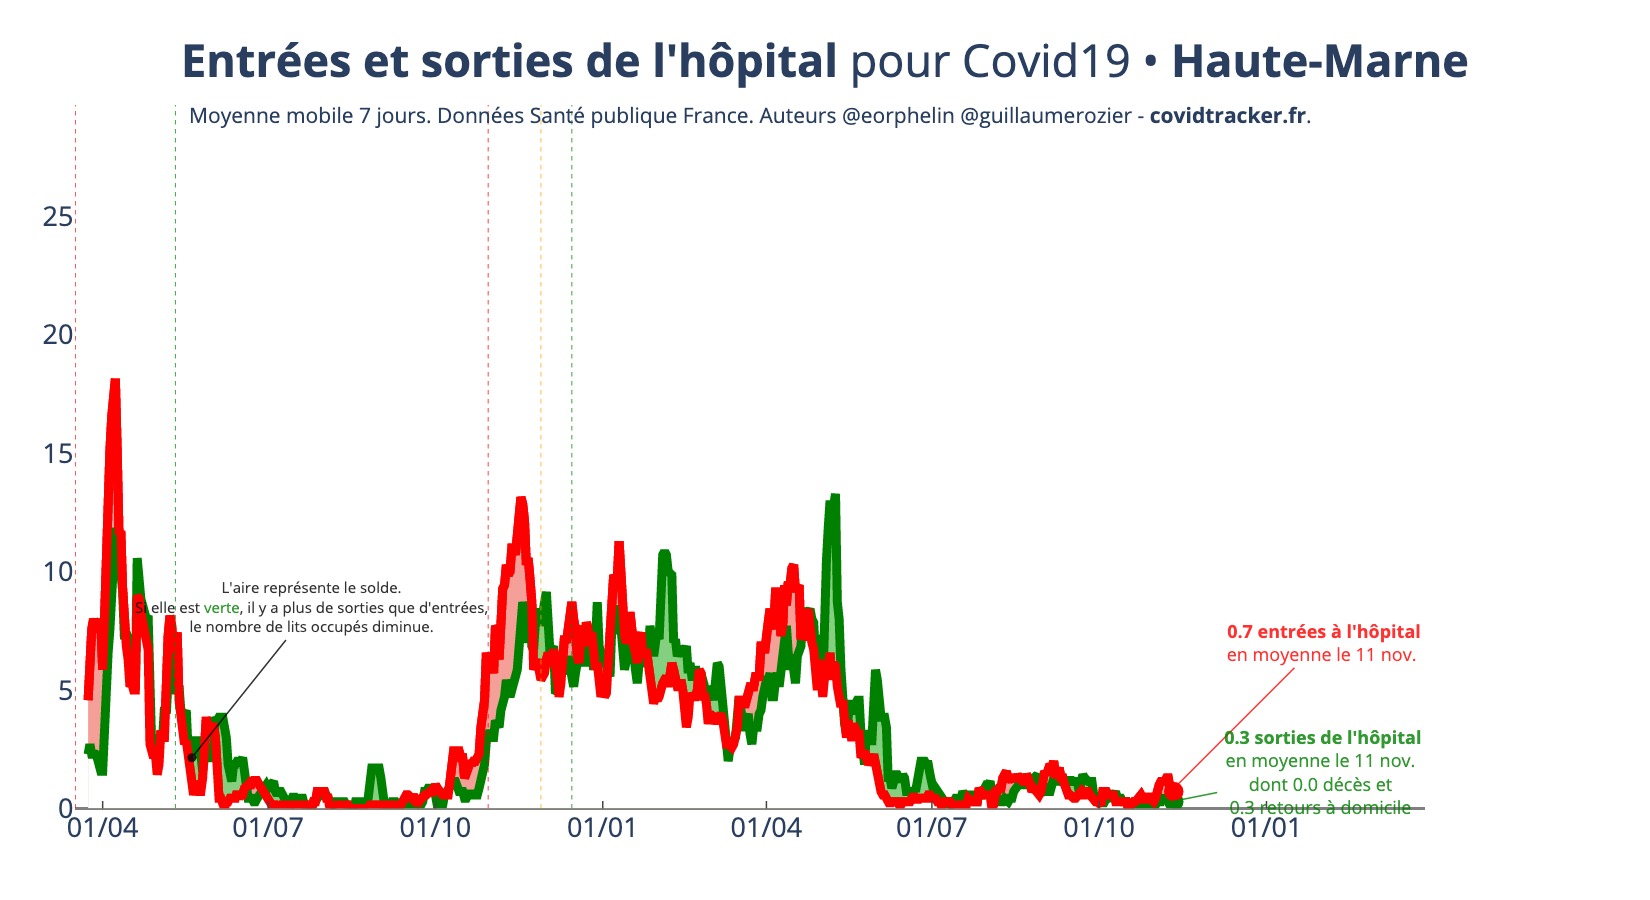 Entrées et sorties de l'hôpital pour Covid19 • Haute-Marne
Moyenne mobile 7 jours. Données Santé publique France. Auteurs @eorphelin @guillaumerozier - covidtracker.fr.
25
20
15
10
5
0
L'aire représente le solde.
Si elle est verte, il y a plus de sorties que d'entrées,
le nombre de lits occupés diminue.
0.7 entrées à l'hôpital
en moyenne le 11 nov.
0.3 sorties de l'hôpital
en moyenne le 11 nov.
dont 0.0 décès et
0.3 retours à domicile
01/04 01/07 01/10 01/01 01/04 01/07 01/10 01/01